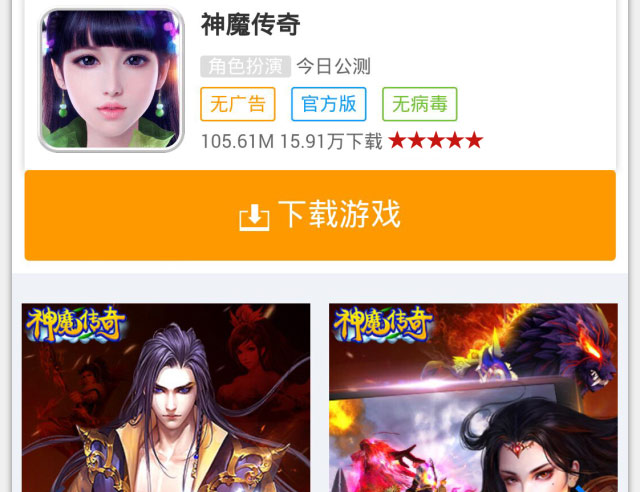 神魔传奇
角色扮演 今日公测
无广告 官方版 无病毒
105.61M 15.91万下载 ★★★★★
下载游戏
神魔传奇 神魔传奇